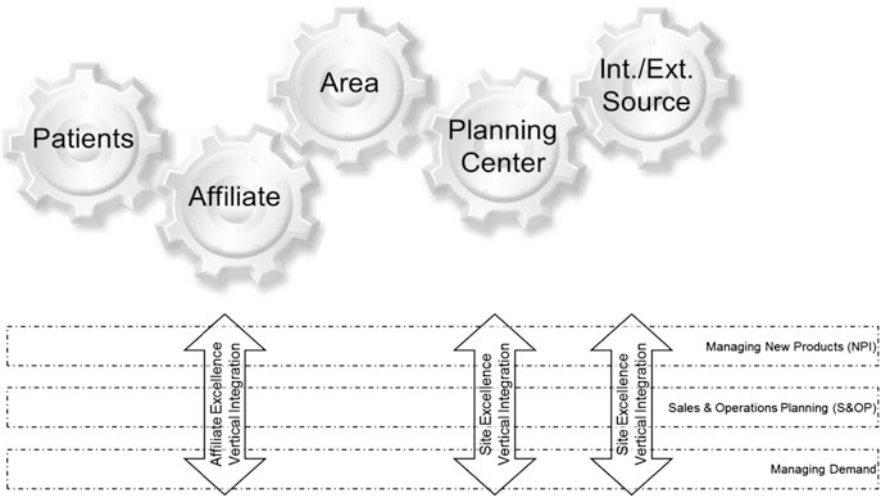 Patients
Affiliate
Area
Planning
Center
Int./Ext.
Source
Affiliate Excellence
Vertical Integration
Site Excellence
Vertical Integration
Site Excellence
Vertical Integration
Managing New Products (NPI)
Sales & Operations Planning (S&OP)
Managing Demand